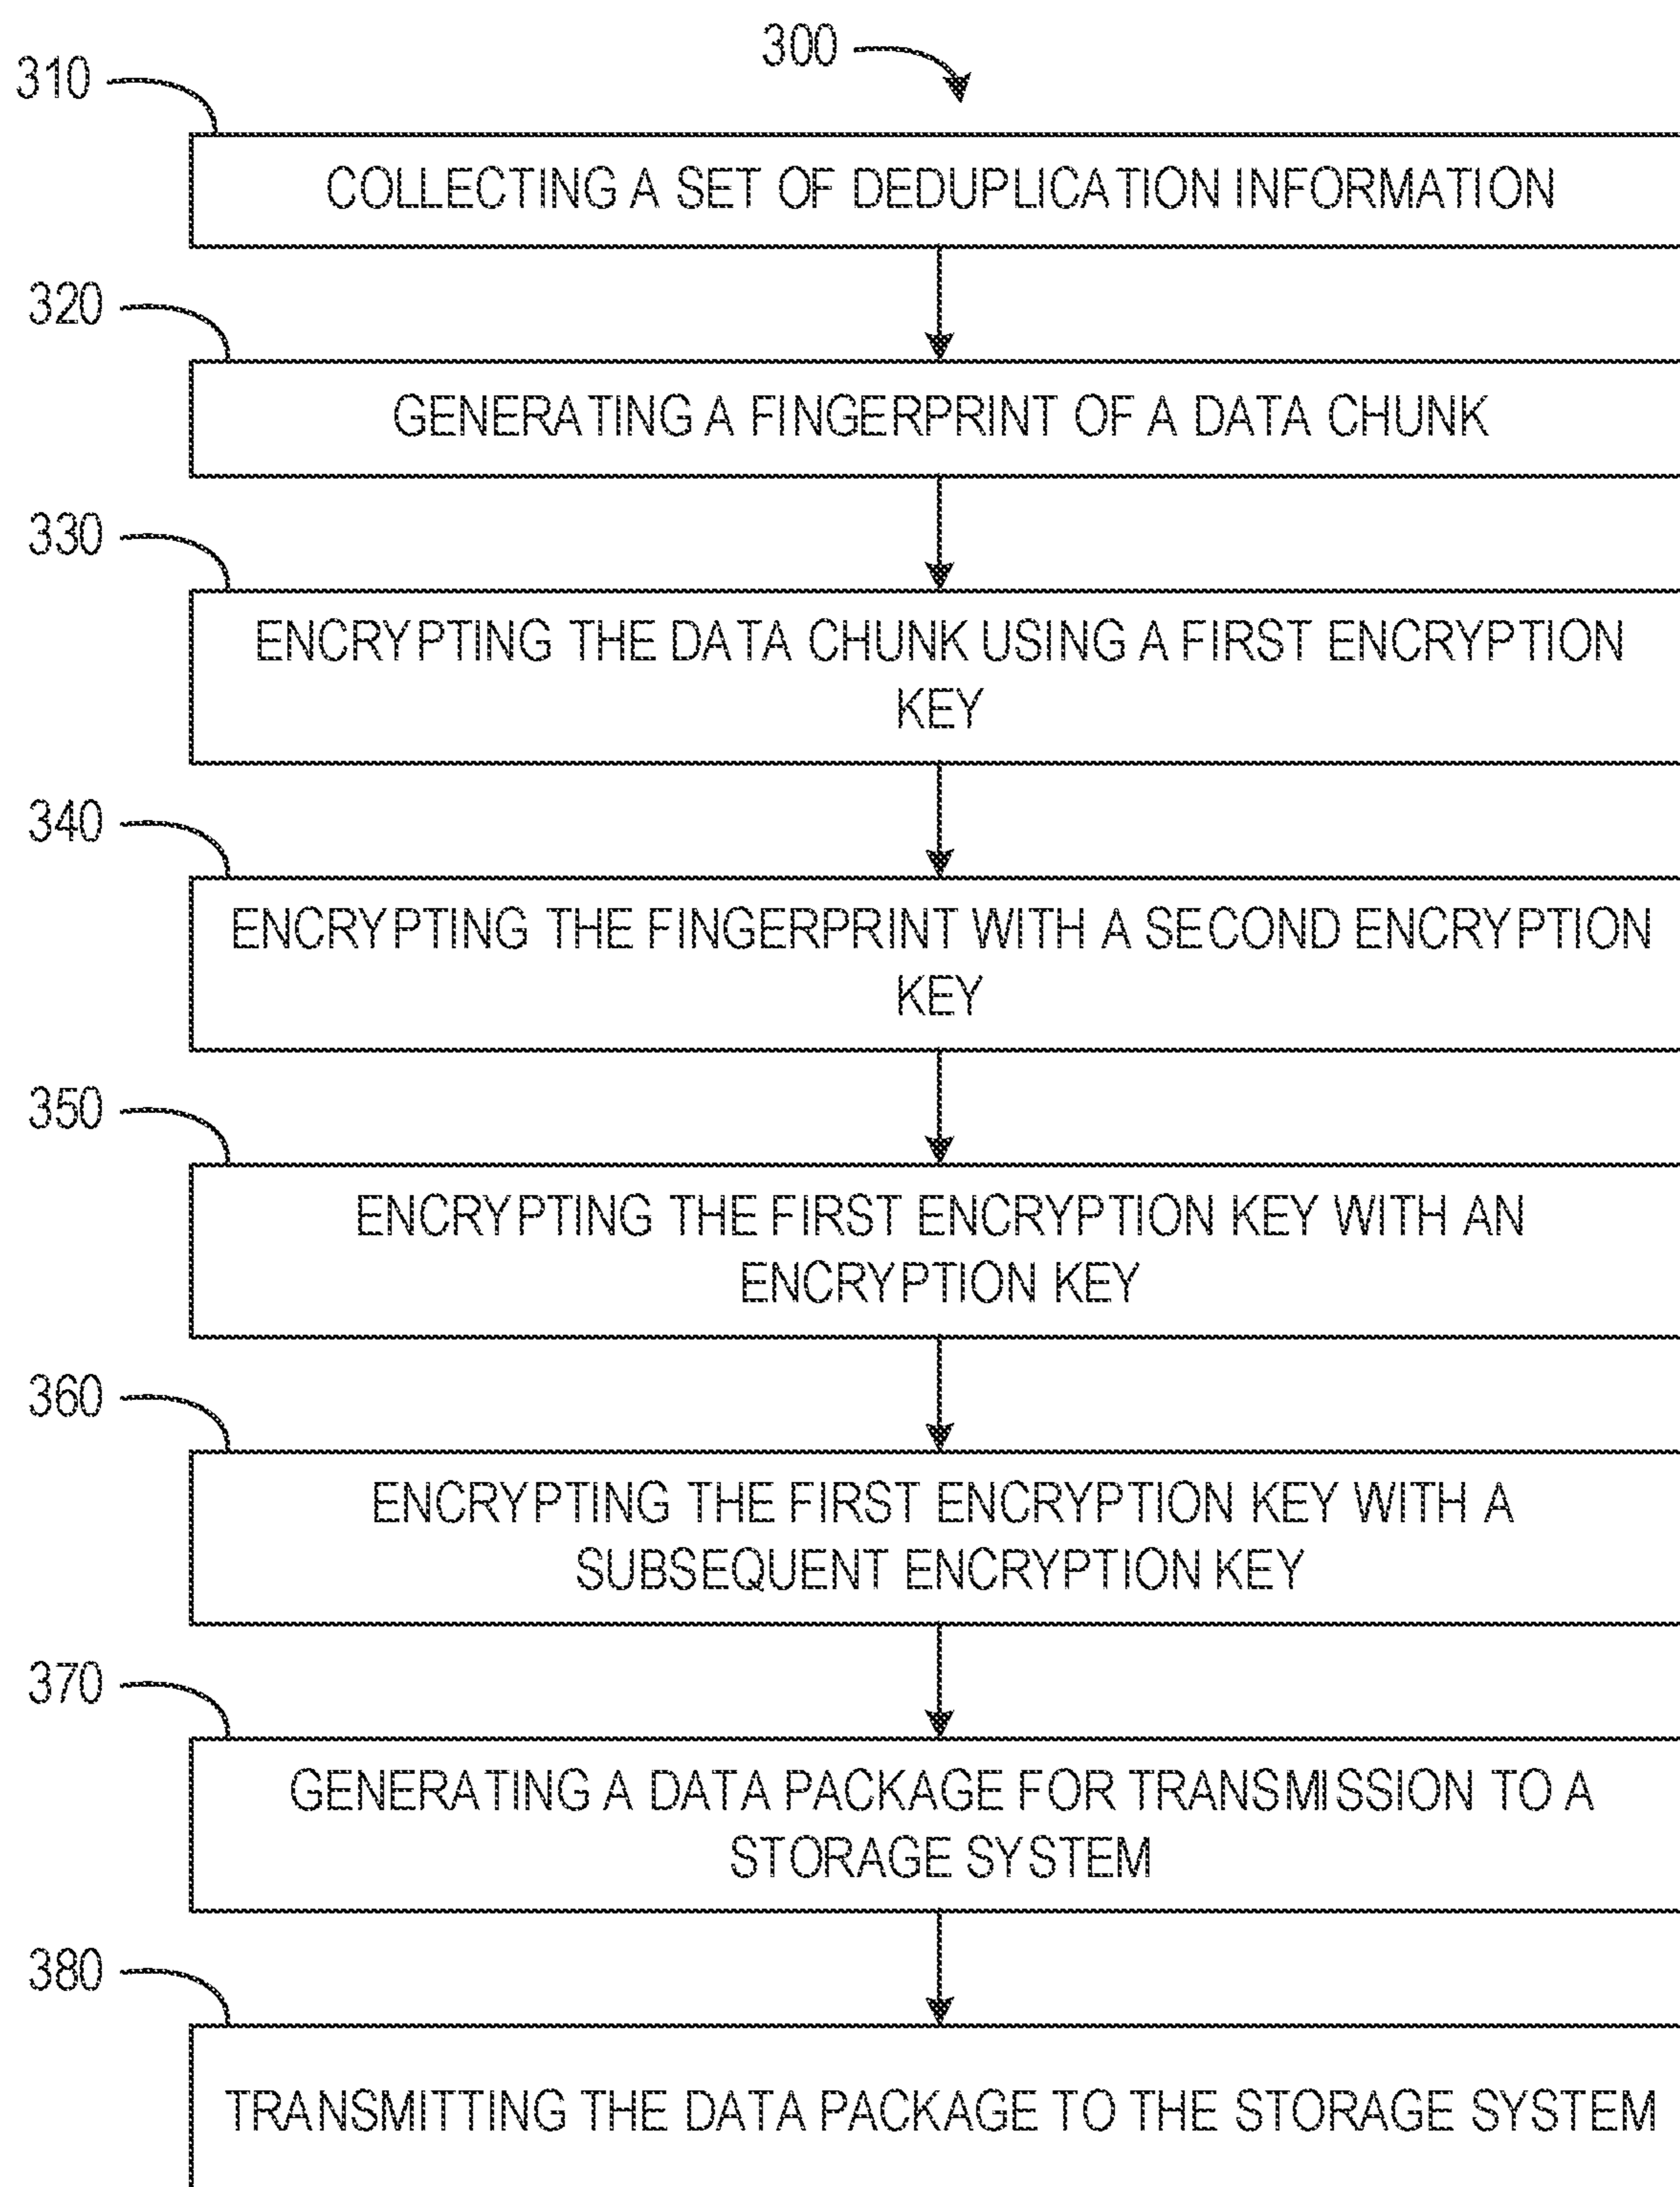 300
310
COLLECTING A SET OF DEDUPLICATION INFORMATION
320
GENERATING A FINGERPRINT OF A DATA CHUNK
330
ENCRYPTING THE DATA CHUNK USING A FIRST ENCRYPTION
KEY
340
ENCRYPTING THE FINGERPRINT WITH A SECOND ENCRYPTION
KEY
350
ENCRYPTING THE FIRST ENCRYPTION KEY WITH AN
ENCRYPTION KEY
360
ENCRYPTING THE FIRST ENCRYPTION KEY WITH A
SUBSEQUENT ENCRYPTION KEY
370
GENERATING A DATA PACKAGE FOR TRANSMISSION TO A
STORAGE SYSTEM
380
TRANSMITTING THE DATA PACKAGE TO THE STORAGE SYSTEM